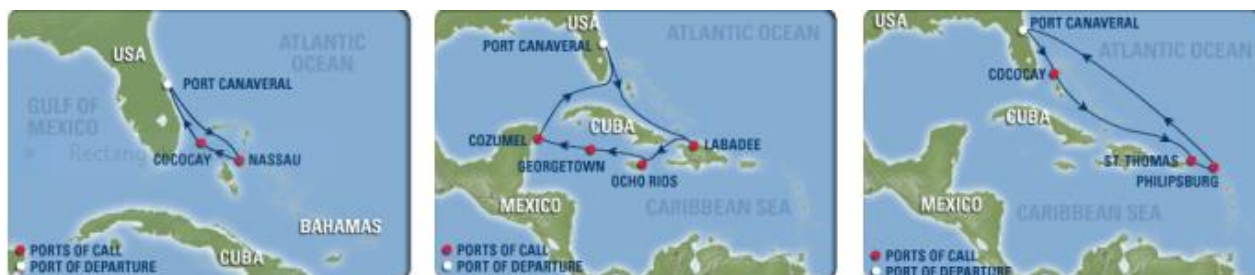 USA
ATLANTIC
OCEAN
PORT CANAVERAL
GULF OF
MEXICO
Rectang
COCOCAY
NASSAU
BAHAMAS
CUBA
PORTS OF CALL
PORT OF DEPARTURE
USA
ATLANTIC OCEAN
PORT CANAVERAL
CUBA
COZUMEL
LABADEE
GEORGETOWN
OCHO RIOS
MEXICO
CARIBBEAN SEA
PORTS OF CALL
PORT OF DEPARTURE
USA
PORT CANAVERAL
ATLANTIC OCEAN
COCOCAY
CUBA
ST. THOMAS
PHILIPSBURG
MEXICO
CARIBBEAN SEA
PORTS OF CALL
PORT OF DEPARTURE